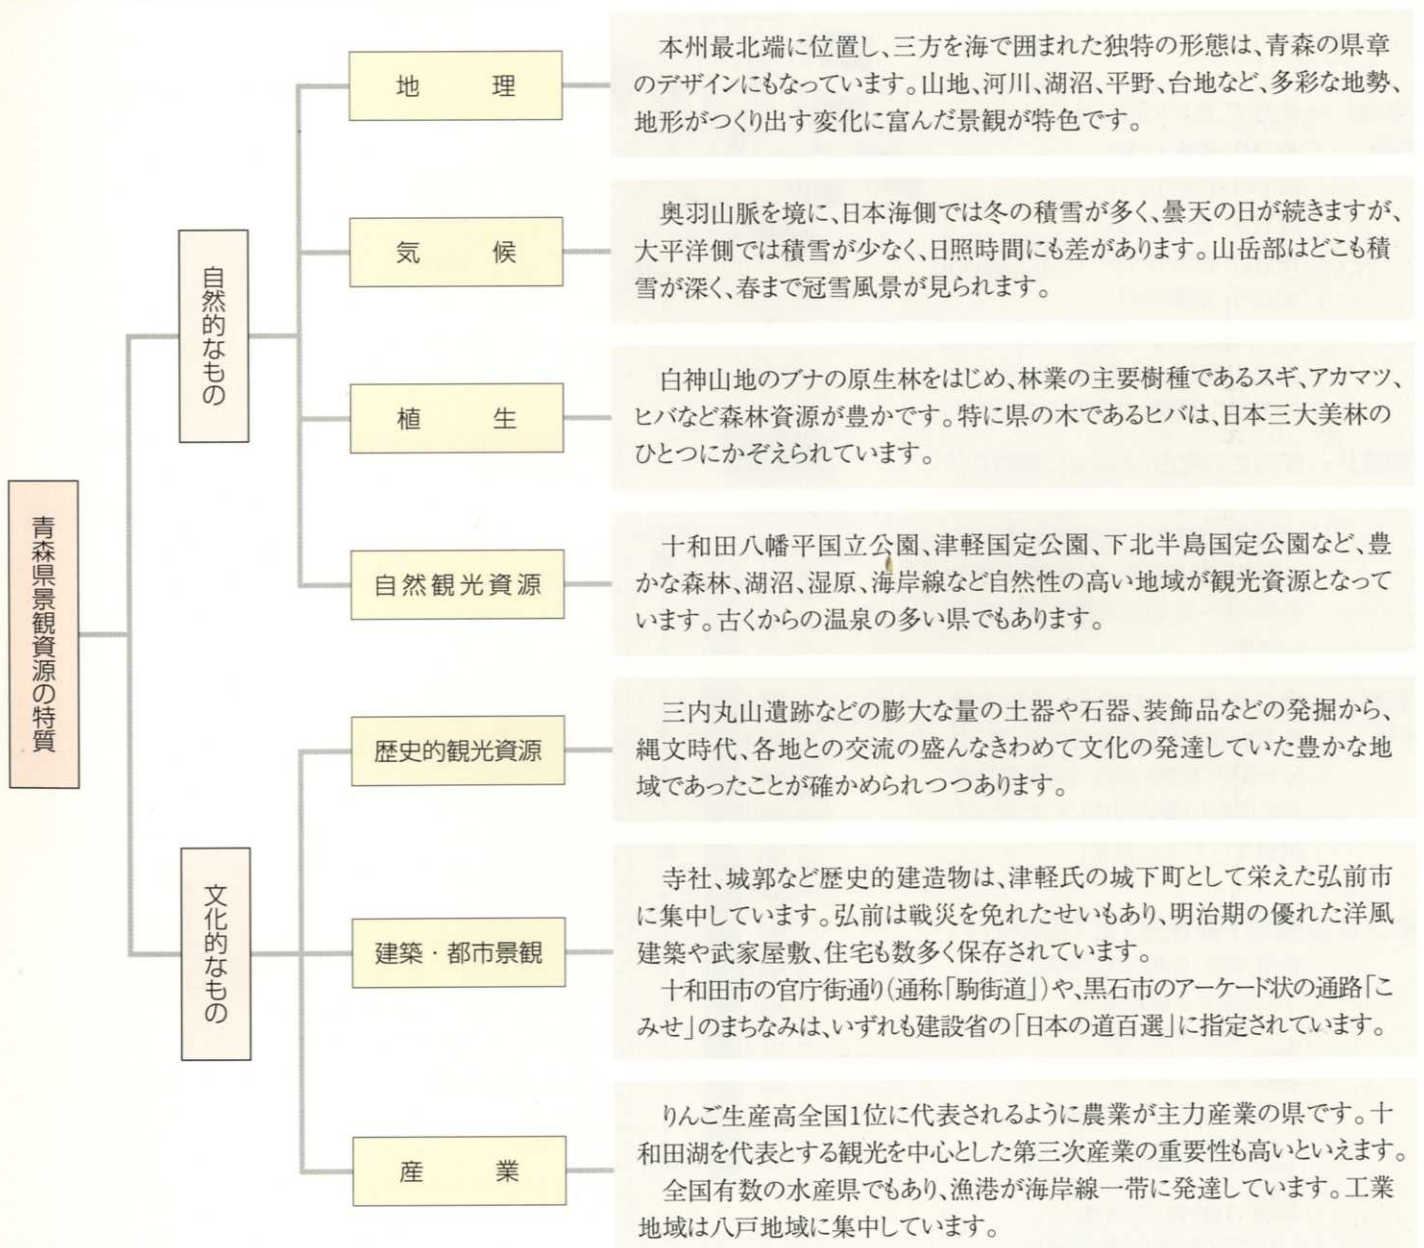 青森県景観資源の特質
自然的なもの
地理
本州最北端に位置し、三方を海で囲まれた独特の形態は、青森の県章
のデザインにもなっています。山地、河川、湖沼、平野、台地など、多彩な地勢、
地形がつくり出す変化に富んだ景観が特色です。
気候
奥羽山脈を境に、日本海側では冬の積雪が多く、曇天の日が続きますが、
大平洋側では積雪が少なく、日照時間にも差があります。山岳部はどこも積
雪が深く、春まで冠雪風景が見られます。
植生
白神山地のブナの原生林をはじめ、林業の主要樹種であるスギ、アカマツ、
ヒバなど森林資源が豊かです。特に県の木であるヒバは、日本三大美林の
ひとつにかぞえられています。
自然観光資源
十和田八幡平国立公園、津軽国定公園、下北半島国定公園など、豊
かな森林、湖沼、湿原、海岸線など自然性の高い地域が観光資源となって
います。古くからの温泉の多い県でもあります。
文化的なもの
歴史的観光資源
三内丸山遺跡などの膨大な量の土器や石器、装飾品などの発掘から、
縄文時代、各地との交流の盛んなきわめて文化の発達していた豊かな地
域であったことが確かめられつつあります。
建築・都市景観
寺社、城郭など歴史的建造物は、津軽氏の城下町として栄えた弘前市
に集中しています。弘前は戦災を免れたせいもあり、明治期の優れた洋風
建築や武家屋敷、住宅も数多く保存されています。
十和田市の官庁街通り(通称「駒街道」)や、黒石市のアーケード状の通路「こ
みせ」のまちなみは、いずれも建設省の「日本の道百選」に指定されています。
産業
りんご生産高全国1位に代表されるように農業が主力産業の県です。十
和田湖を代表とする観光を中心とした第三次産業の重要性も高いといえます。
全国有数の水産県でもあり、漁港が海岸線一帯に発達しています。工業
地域は八戸地域に集中しています。